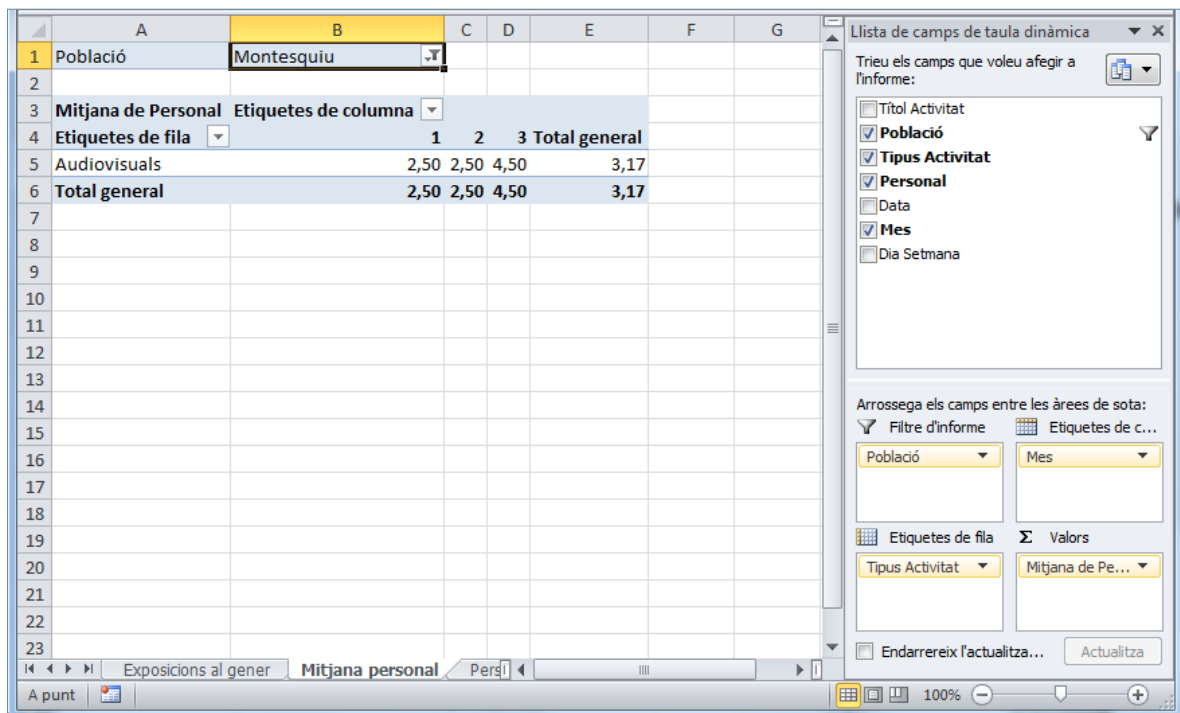 A B C D E F G
1 Població Montesquiu
2
3 Mitjana de Personal Etiquetes de columna
4 Etiquetes de fila 1 2 3 Total general
5 Audiovisuals 2,50 2,50 4,50 3,17
6 Total general 2,50 2,50 4,50 3,17
7
8
9
10
11
12
13
14
15
16
17
18
19
20
21
22
23
Exposicions al gener Mitjana personal
A punt 100%
Llista de camps de taula dinàmica
Trieu els camps que voleu afegir a
l'informe:
Títol Activitat
Població
Tipus Activitat
Personal
Data
Mes
Dia Setmana
Arrossega els camps entre les àrees de sota:
Filtre d'informe Etiquetes de c...
Població Mes
Etiquetes de fila Σ Valors
Tipus Activitat Mitjana de Pe...
Endarrereix l'actualitza... Actualitza